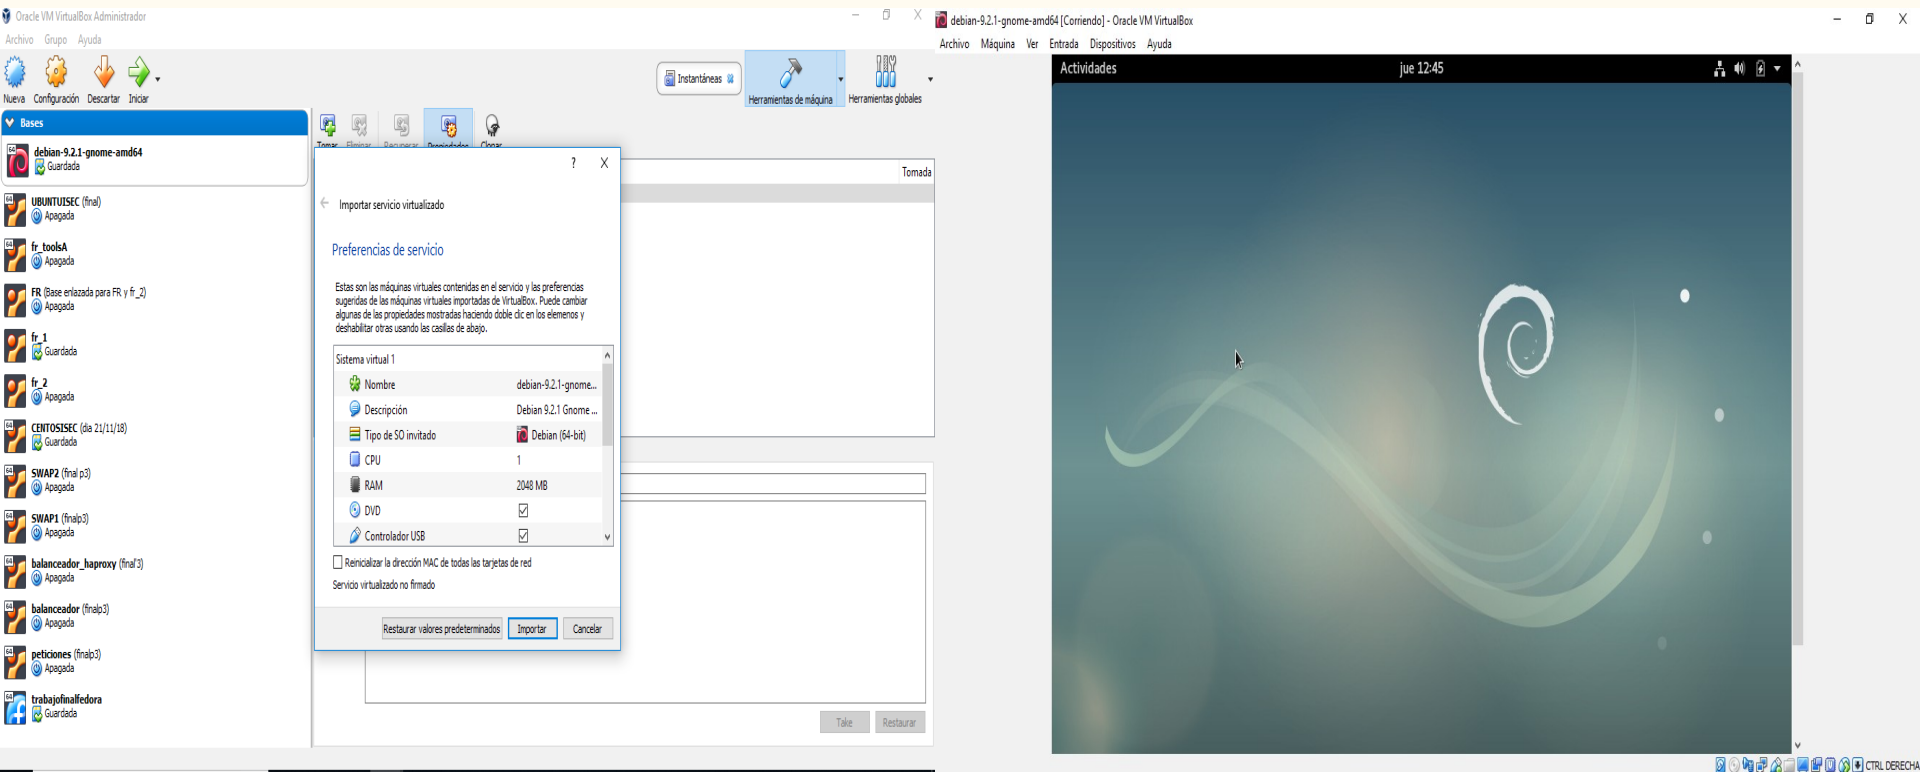 Oracle VM VirtualBox Administrador
Archivo Grupo Ayuda
Nueva Configuración Descartar Iniciar
Instantáneas
Herramientas de máquina Herramientas globales
Bases
debian-9.2.1-gnome-amd64
Guardada
UBUNTUISEC (final)
Apagada
fr_toolsA
Apagada
FR (Base enlazada para FR y fr_2)
Apagada
fr_1
Guardada
fr_2
Apagada
CENTOSISEC (dia 21/11/18)
Guardada
SWAP2 (final p3)
Apagada
SWAP1 (finalp3)
Apagada
balanceador_haproxy (final'3)
Apagada
balanceador (finalp3)
Apagada
peticiones (finalp3)
Apagada
trabajofinalfedora
Guardada
Tomar Eliminar Recuperar Propiedades Clonar
Tomada
? X
Importar servicio virtualizado
Preferencias de servicio
Estas son las máquinas virtuales contenidas en el servicio y las preferencias
sugeridas de las máquinas virtuales importadas de VirtualBox. Puede cambiar
algunas de las propiedades mostradas haciendo doble clic en los elemenos y
deshabilitar otras usando las casillas de abajo.
Sistema virtual 1
Nombre debian-9.2.1-gnome...
Descripción Debian 9.2.1 Gnome ...
Tipo de SO invitado Debian (64-bit)
CPU 1
RAM 2048 MB
DVD
Controlador USB
Reinicializar la dirección MAC de todas las tarjetas de red
Servicio virtualizado no firmado
Restaurar valores predeterminados Importar Cancelar
Take Restaurar
debian-9.2.1-gnome-amd64 [Corriendo] - Oracle VM VirtualBox
Archivo Máquina Ver Entrada Dispositivos Ayuda
Actividades jue 12:45
CTRL DERECHA